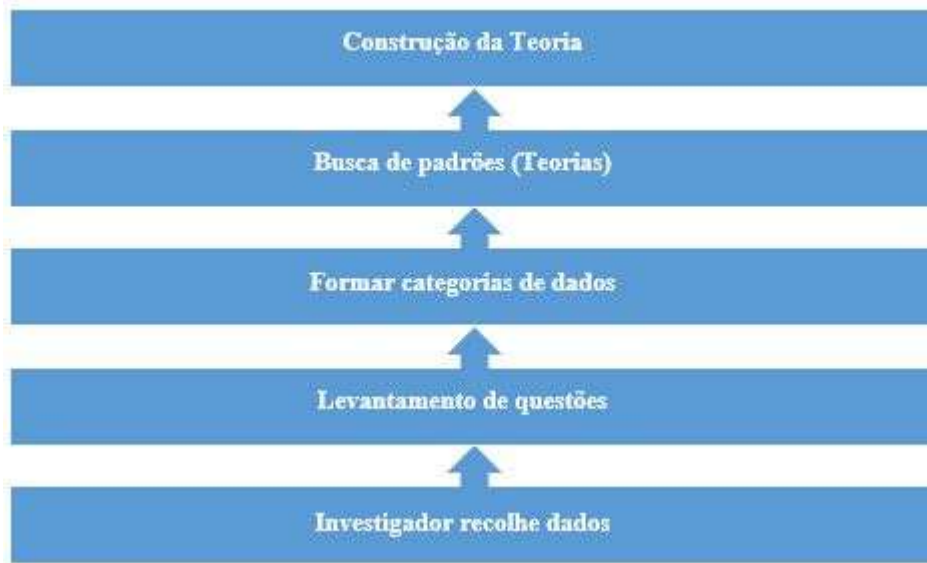 Construção da Teoria
Busca de padrões (Teorias)
Formar categorias de dados
Levantamento de questões
Investigador recolhe dados